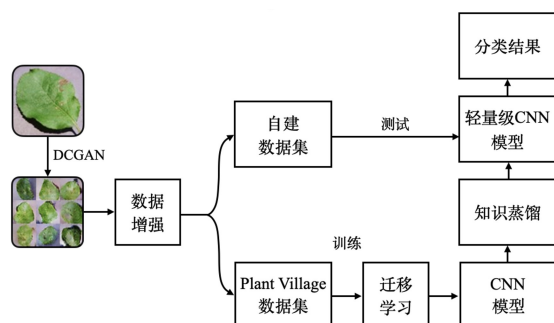 DCGAN
数据
增强
自建
数据集
测试
训练
Plant Village
数据集
迁移
学习
CNN
模型
知识蒸馏
轻量级CNN
模型
分类结果